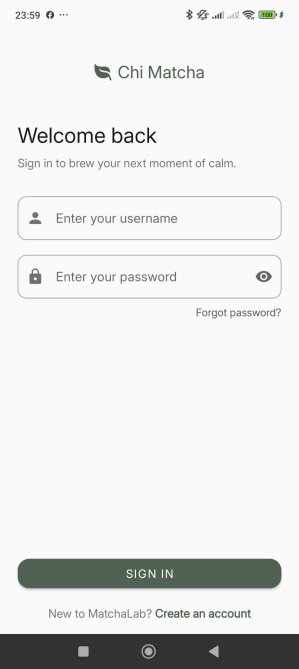 23:59
100
Chi Matcha
Welcome back
Sign in to brew your next moment of calm.
Enter your username
Enter your password
Forgot password?
SIGN IN
New to MatchaLab? Create an account